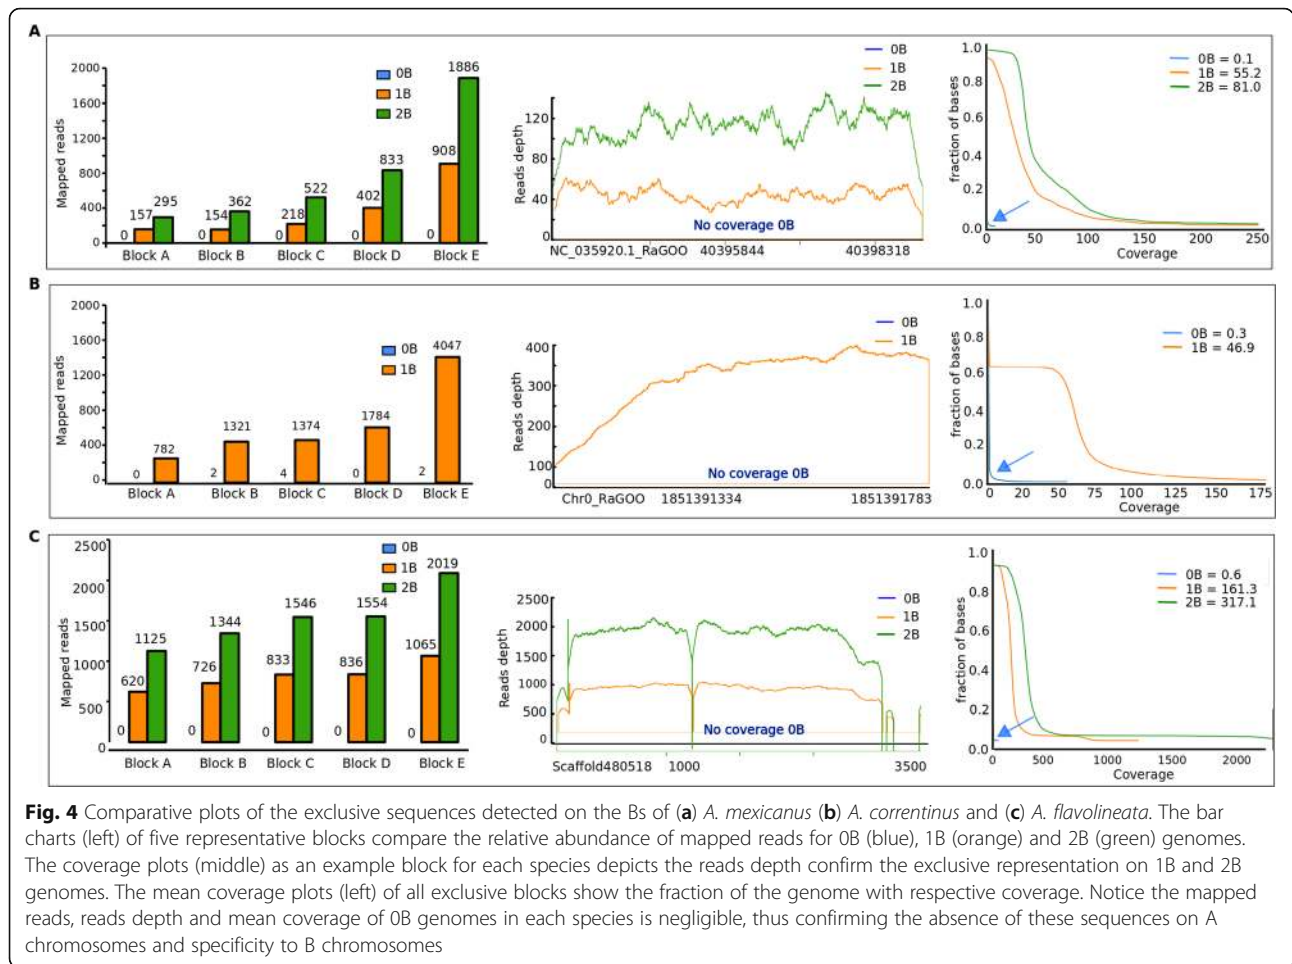 A
2000
1600
1200
800
400
0
Mapped reads
0B
1B
2B
157 295
154 362
218 522
402 833
908 1886
0 0 0 0 0
Block A Block B Block C Block D Block E
120
80
40
0
Reads depth
0B
1B
2B
No coverage 0B
NC_035920.1_RaGOO 40395844 40398318
1.0
0.8
0.6
0.4
0.2
0.0
fraction of bases
0B = 0.1
1B = 55.2
2B = 81.0
0 50 100 150 200 250
Coverage
B
2000
1600
1200
800
400
0
Mapped reads
0B
1B
782 1321 1374 1784 4047
0 2 4 0 2
Block A Block B Block C Block D Block E
400
300
200
100
0
Reads depth
0B
1B
No coverage 0B
Chr0_RaGOO 1851391334 1851391783
1.0
0.8
0.6
0.4
0.2
0.0
fraction of bases
0B = 0.3
1B = 46.9
0 20 50 75 100 125 150 175
Coverage
C
2500
2000
1500
1000
500
0
Mapped reads
0B
1B
2B
620 1125
726 1344
833 1546
836 1554
1065 2019
0 0 0 0 0
Block A Block B Block C Block D Block E
2500
2000
1500
1000
500
0
Reads depth
0B
1B
2B
No coverage 0B
Scaffold480518 1000 3500
1.0
0.8
0.6
0.4
0.2
0.0
fraction of bases
0B = 0.6
1B = 161.3
2B = 317.1
0 500 1000 1500 2000
Coverage
Fig. 4 Comparative plots of the exclusive sequences detected on the Bs of (a) A. mexicanus (b) A. correntinus and (c) A. flavolineata. The bar
charts (left) of five representative blocks compare the relative abundance of mapped reads for 0B (blue), 1B (orange) and 2B (green) genomes.
The coverage plots (middle) as an example block for each species depicts the reads depth confirm the exclusive representation on 1B and 2B
genomes. The mean coverage plots (left) of all exclusive blocks show the fraction of the genome with respective coverage. Notice the mapped
reads, reads depth and mean coverage of 0B genomes in each species is negligible, thus confirming the absence of these sequences on A
chromosomes and specificity to B chromosomes